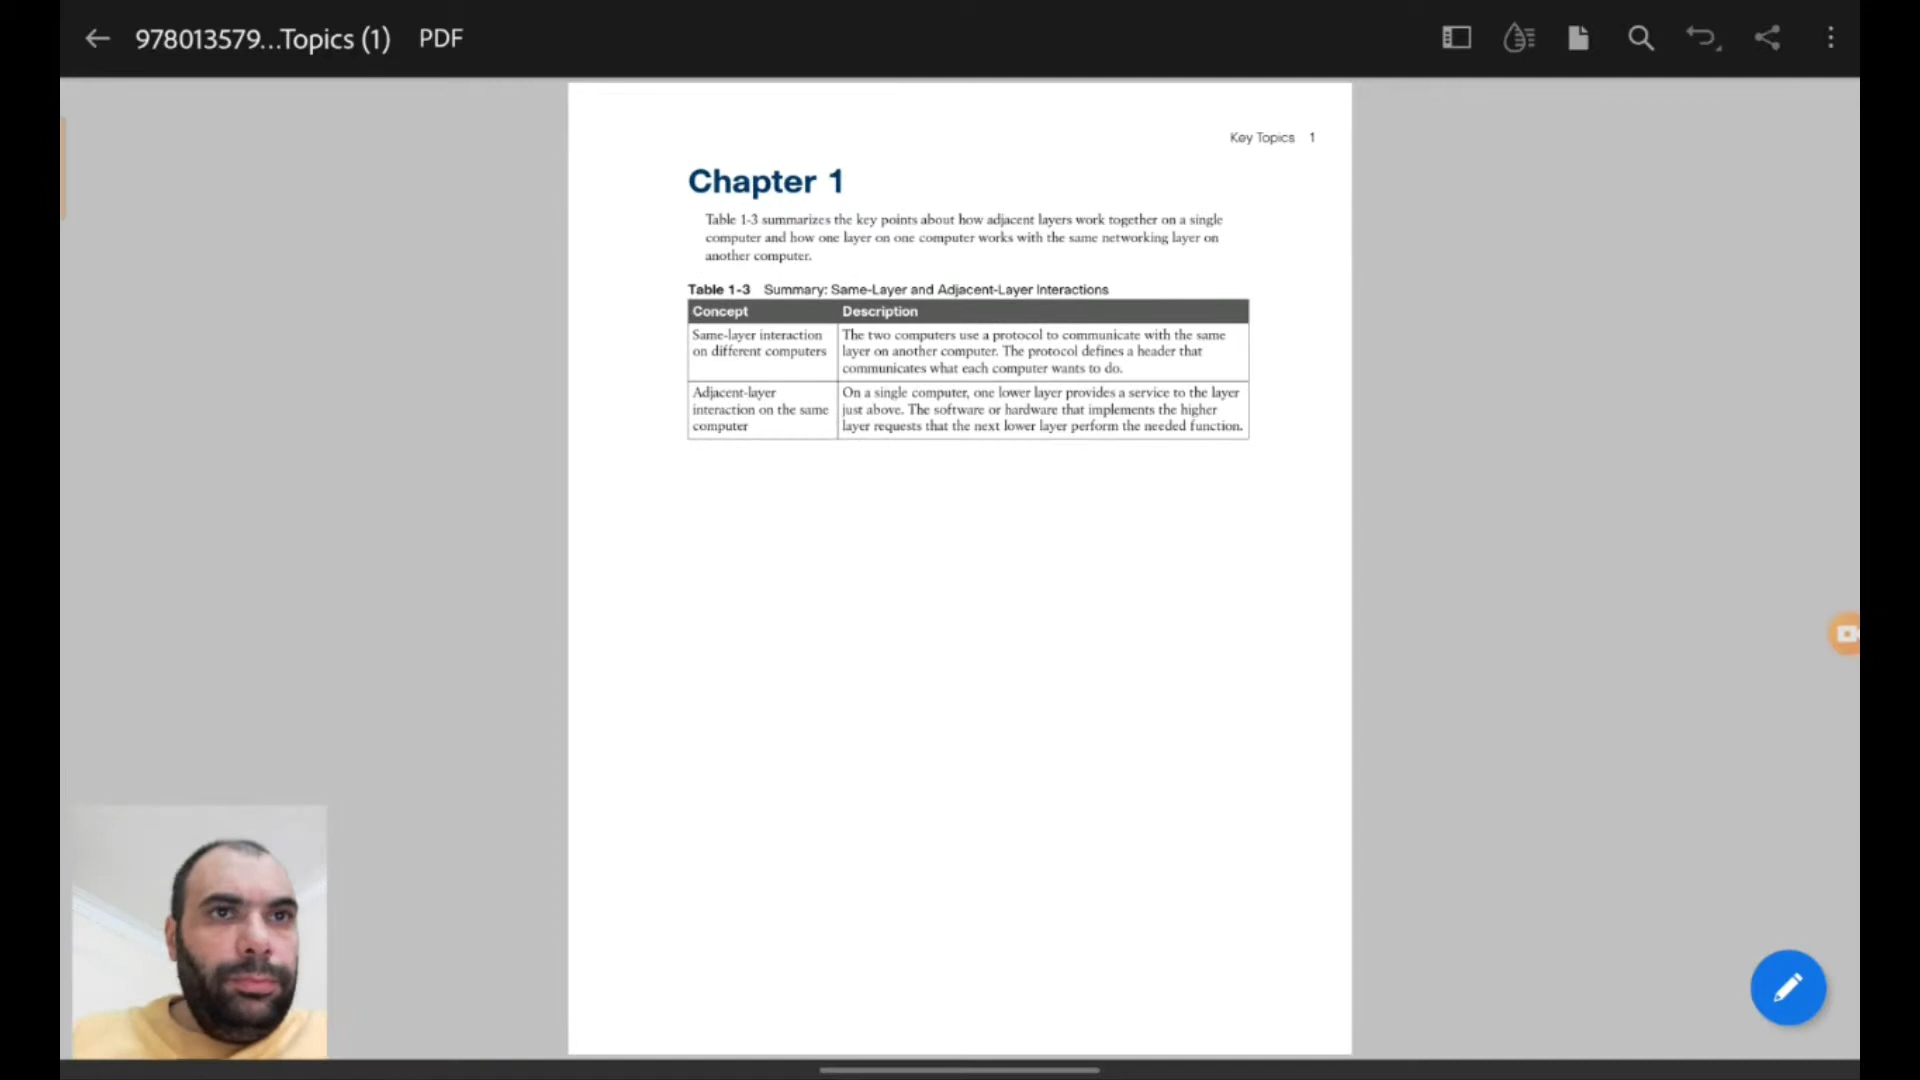 978013579...Topics (1) PDF
Key Topics 1
Chapter 1
Table 1-3 summarizes the key points about how adjacent layers work together on a single
computer and how one layer on one computer works with the same networking layer on
another computer.
Table 1-3 Summary: Same-Layer and Adjacent-Layer Interactions
Concept Description
Same-layer interaction The two computers use a protocol to communicate with the same
on different computers layer on another computer. The protocol defines a header that
communicates what each computer wants to do.
Adjacent-layer On a single computer, one lower layer provides a service to the layer
interaction on the same just above. The software or hardware that implements the higher
computer layer requests that the next lower layer perform the needed function.